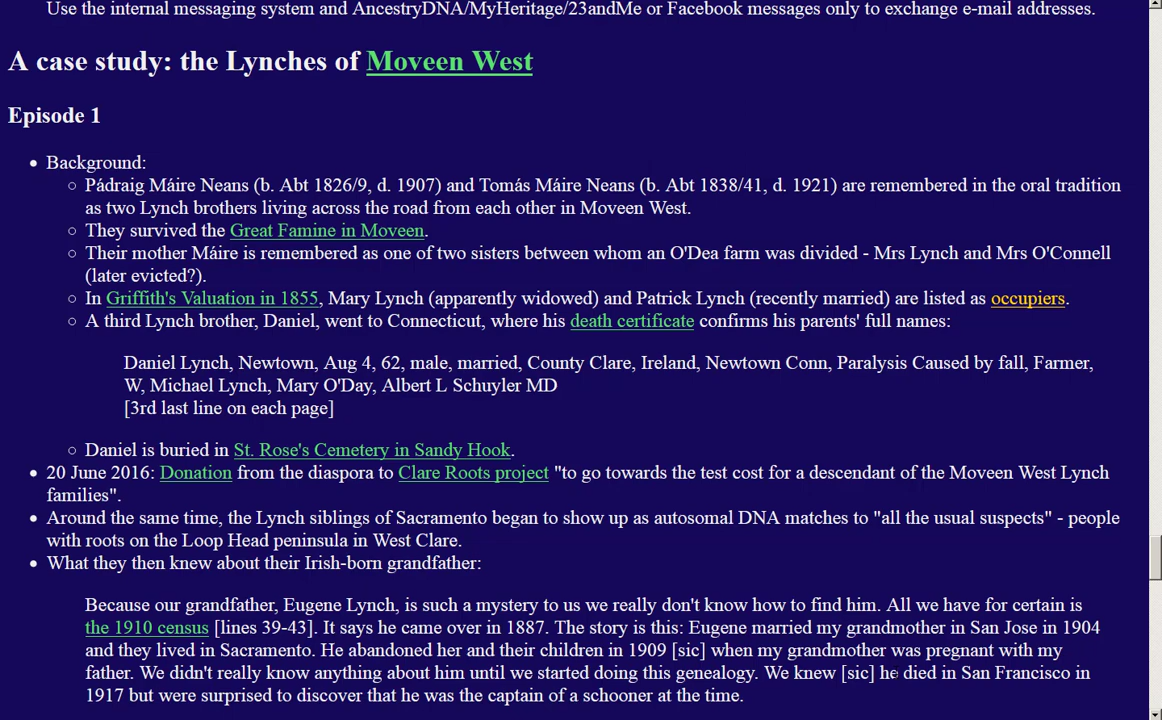 Use the internal messaging system and AncestryDNA/MyHeritage/23andMe or Facebook messages only to exchange e-mail addresses.
A case study: the Lynches of Moveen West
Episode 1
• Background:
○ Pádraig Máire Neans (b. Abt 1826/9, d. 1907) and Tomás Máire Neans (b. Abt 1838/41, d. 1921) are remembered in the oral tradition
as two Lynch brothers living across the road from each other in Moveen West.
○ They survived the Great Famine in Moveen.
○ Their mother Máire is remembered as one of two sisters between whom an O'Dea farm was divided - Mrs Lynch and Mrs O'Connell
(later evicted?).
○ In Griffith's Valuation in 1855, Mary Lynch (apparently widowed) and Patrick Lynch (recently married) are listed as occupiers.
○ A third Lynch brother, Daniel, went to Connecticut, where his death certificate confirms his parents' full names:
Daniel Lynch, Newtown, Aug 4, 62, male, married, County Clare, Ireland, Newtown Conn, Paralysis Caused by fall, Farmer,
W, Michael Lynch, Mary O'Day, Albert L Schuyler MD
[3rd last line on each page]
○ Daniel is buried in St. Rose's Cemetery in Sandy Hook.
• 20 June 2016: Donation from the diaspora to Clare Roots project "to go towards the test cost for a descendant of the Moveen West Lynch
families".
• Around the same time, the Lynch siblings of Sacramento began to show up as autosomal DNA matches to "all the usual suspects" - people
with roots on the Loop Head peninsula in West Clare.
• What they then knew about their Irish-born grandfather:
Because our grandfather, Eugene Lynch, is such a mystery to us we really don't know how to find him. All we have for certain is
the 1910 census [lines 39-43]. It says he came over in 1887. The story is this: Eugene married my grandmother in San Jose in 1904
and they lived in Sacramento. He abandoned her and their children in 1909 [sic] when my grandmother was pregnant with my
father. We didn't really know anything about him until we started doing this genealogy. We knew [sic] he died in San Francisco in
1917 but were surprised to discover that he was the captain of a schooner at the time.